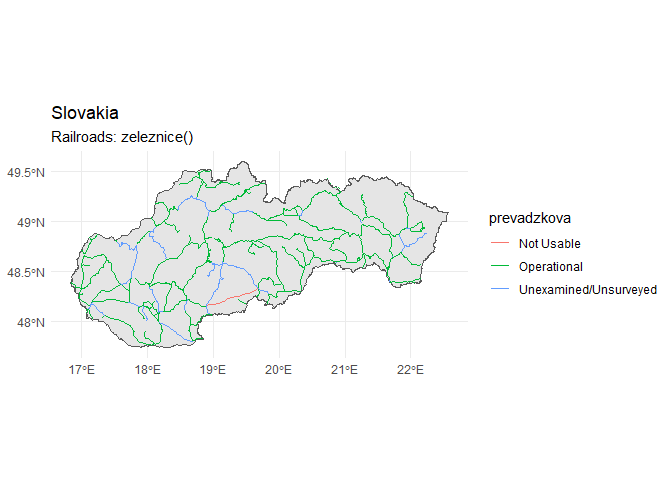 Slovakia
Railroads: zeleznice()
49.5°N
49°N
48.5°N
48°N
17°E
18°E
19°E
20°E
21°E
22°E
prevadzkova
Not Usable
Operational
Unexamined/Unsurveyed